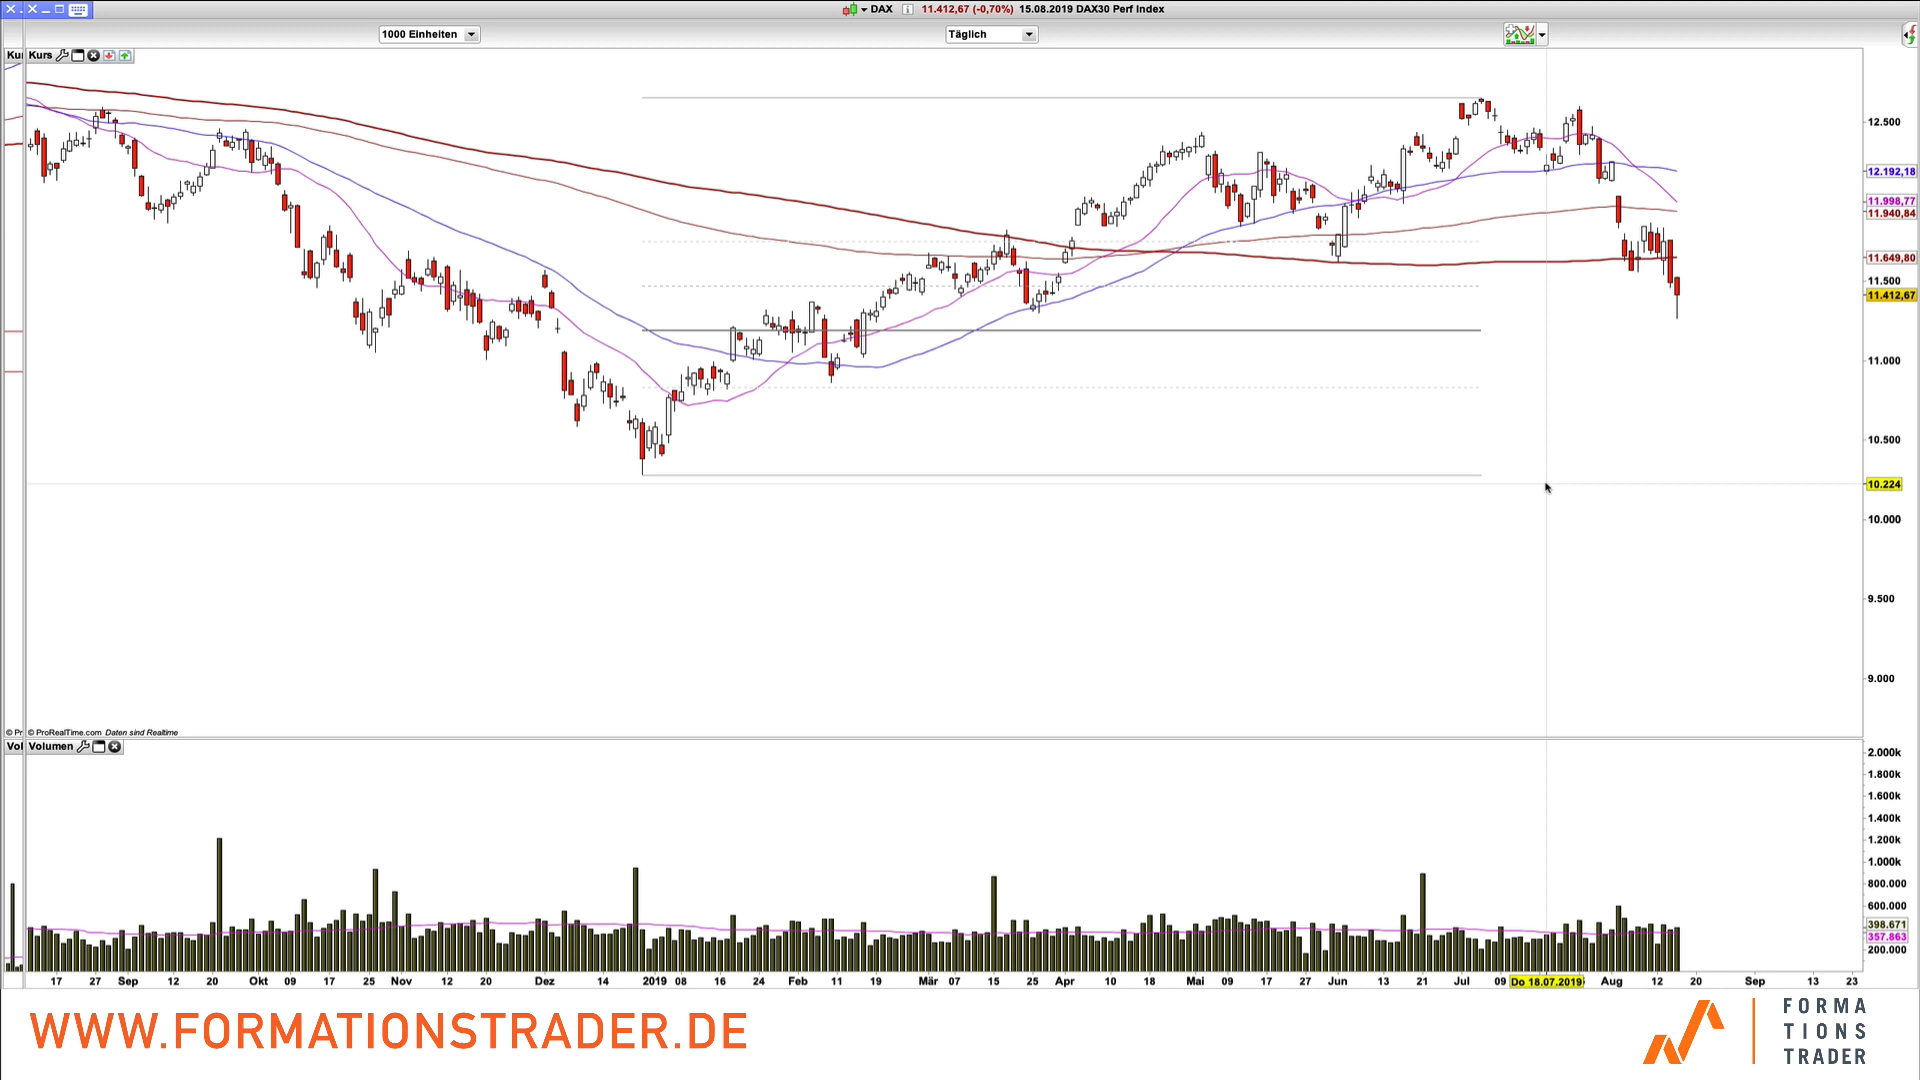 DAX 11.412,67 (-0,70%) 15.08.2019 DAX30 Perf Index
1000 Einheiten
Täglich
Kur
Kurs
12.500
12.192,18
11.998,77
11.940,84
11.649,80
11.500
11.412,67
11.000
10.500
10.224
10.000
9.500
9.000
© Pr
© ProRealTime.com Daten sind Realtime
Vol
Volumen
2.000k
1.800k
1.600k
1.400k
1.200k
1.000k
800.000
600.000
398.671
357.863
200.000
17 27 Sep 12 20 Okt 09 17 25 Nov 12 20 Dez 14 2019 08 16 24 Feb 11 19 Mär 07 15 25 Apr 10 18 Mai 09 17 27 Jun 13 21 Jul 09 Do 18.07.2019 Aug 12 20 Sep 13 23
WWW.FORMATIONSTRADER.DE
FORMA
TIONS
TRADER